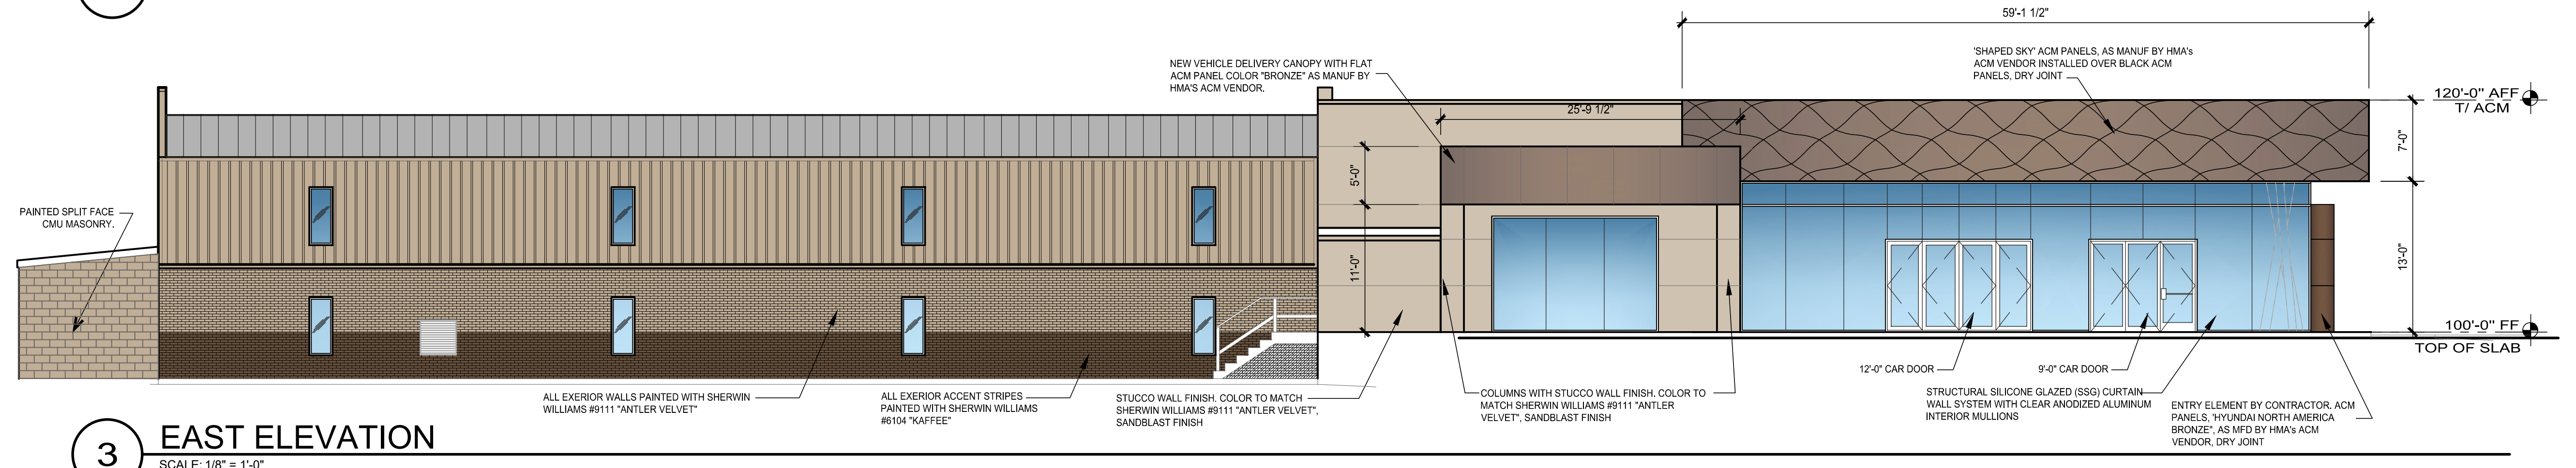 59'-1 1/2"
'SHAPED SKY' ACM PANELS, AS MANUF BY HMA's
ACM VENDOR INSTALLED OVER BLACK ACM
PANELS, DRY JOINT
NEW VEHICLE DELIVERY CANOPY WITH FLAT
ACM PANEL COLOR "BRONZE" AS MANUF BY
HMA'S ACM VENDOR.
120'-0" AFF
T/ ACM
25'-9 1/2"
7'-0"
5'-0"
PAINTED SPLIT FACE
CMU MASONRY.
11'-0"
13'-0"
100'-0" FF
TOP OF SLAB
12'-0" CAR DOOR
9'-0" CAR DOOR
ALL EXERIOR WALLS PAINTED WITH SHERWIN
WILLIAMS #9111 "ANTLER VELVET"
ALL EXERIOR ACCENT STRIPES
PAINTED WITH SHERWIN WILLIAMS
#6104 "KAFFEE"
STUCCO WALL FINISH. COLOR TO MATCH
SHERWIN WILLIAMS #9111 "ANTLER VELVET",
SANDBLAST FINISH
COLUMNS WITH STUCCO WALL FINISH. COLOR TO
MATCH SHERWIN WILLIAMS #9111 "ANTLER
VELVET", SANDBLAST FINISH
STRUCTURAL SILICONE GLAZED (SSG) CURTAIN
WALL SYSTEM WITH CLEAR ANODIZED ALUMINUM
INTERIOR MULLIONS
ENTRY ELEMENT BY CONTRACTOR. ACM
PANELS, 'HYUNDAI NORTH AMERICA
BRONZE", AS MFD BY HMA's ACM
VENDOR, DRY JOINT
3
EAST ELEVATION
SCALE: 1/8" = 1'-0"